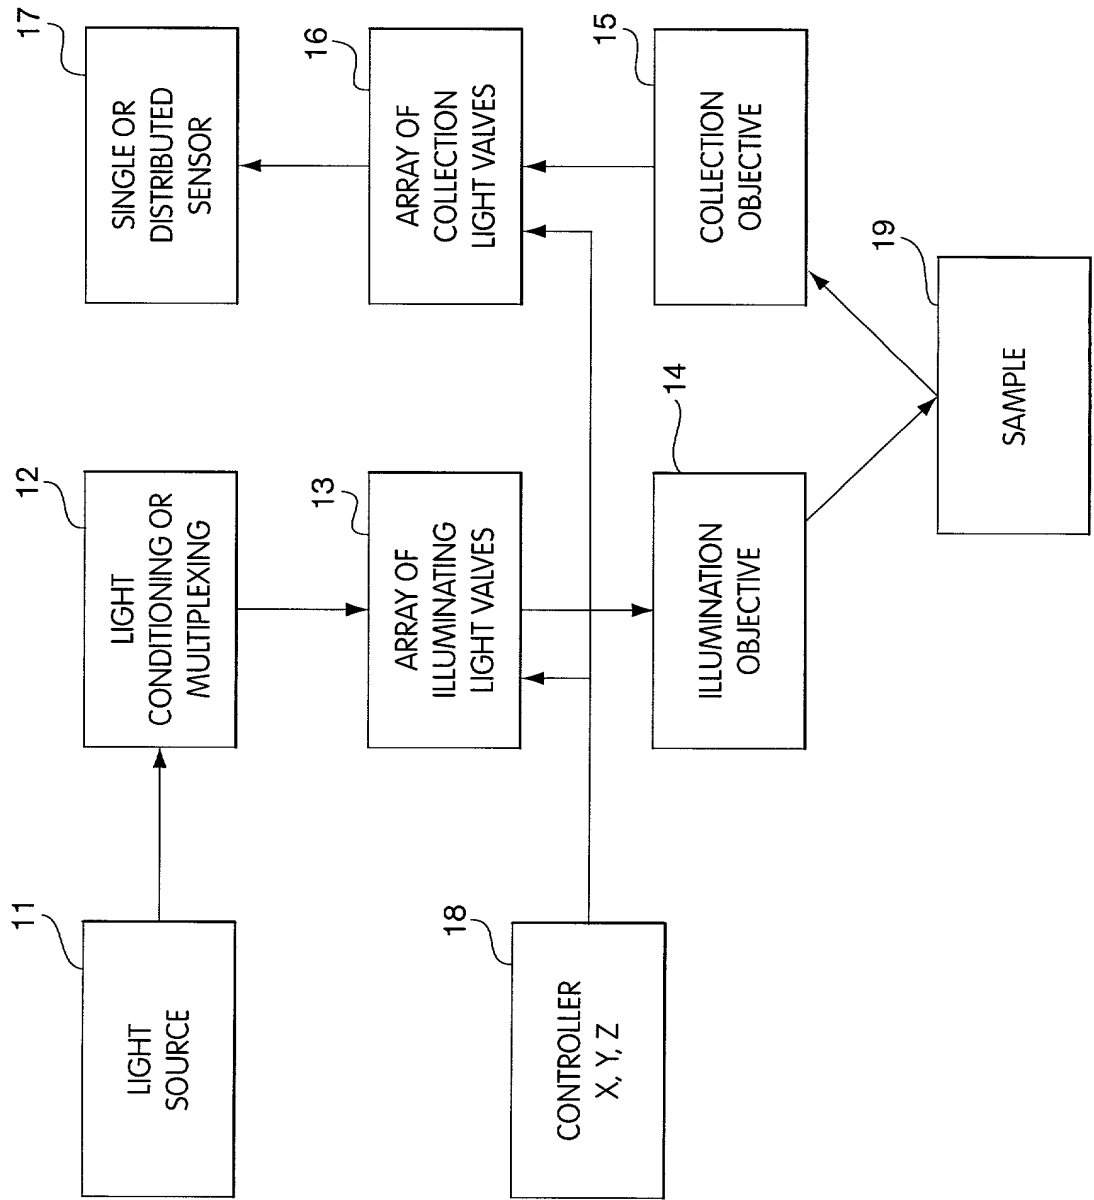 11
LIGHT
SOURCE
12
LIGHT
CONDITIONING OR
MULTIPLEXING
17
SINGLE OR
DISTRIBUTED
SENSOR
13
ARRAY OF
ILLUMINATING
LIGHT VALVES
16
ARRAY OF
COLLECTION
LIGHT VALVES
18
CONTROLLER
X, Y, Z
14
ILLUMINATION
OBJECTIVE
15
COLLECTION
OBJECTIVE
19
SAMPLE